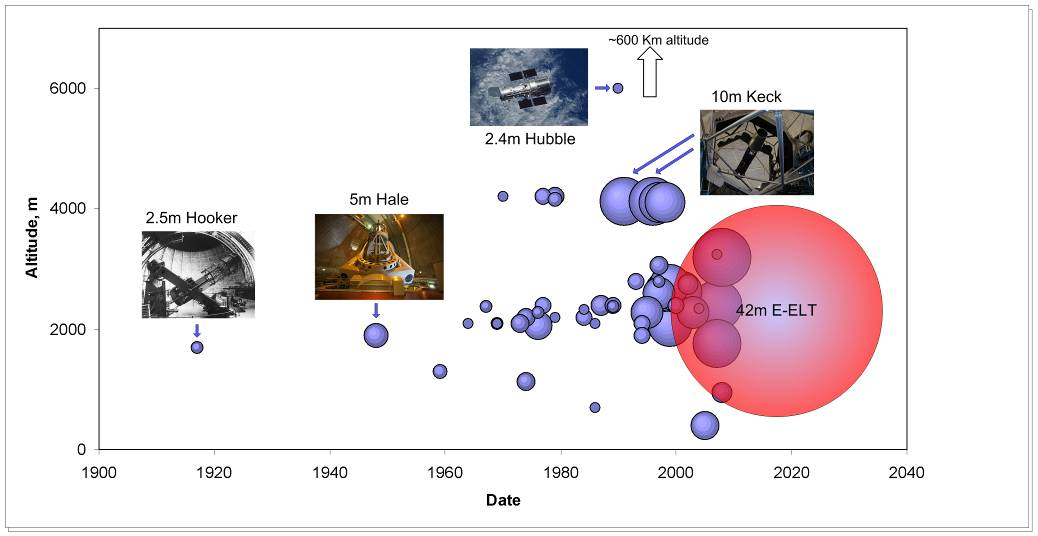 ~600 Km altitude
6000
10m Keck
2.4m Hubble
4000
5m Hale
2.5m Hooker
Altitude, m
42m E-ELT
2000
0
1900 1920 1940 1960 1980 2000 2020 2040
Date